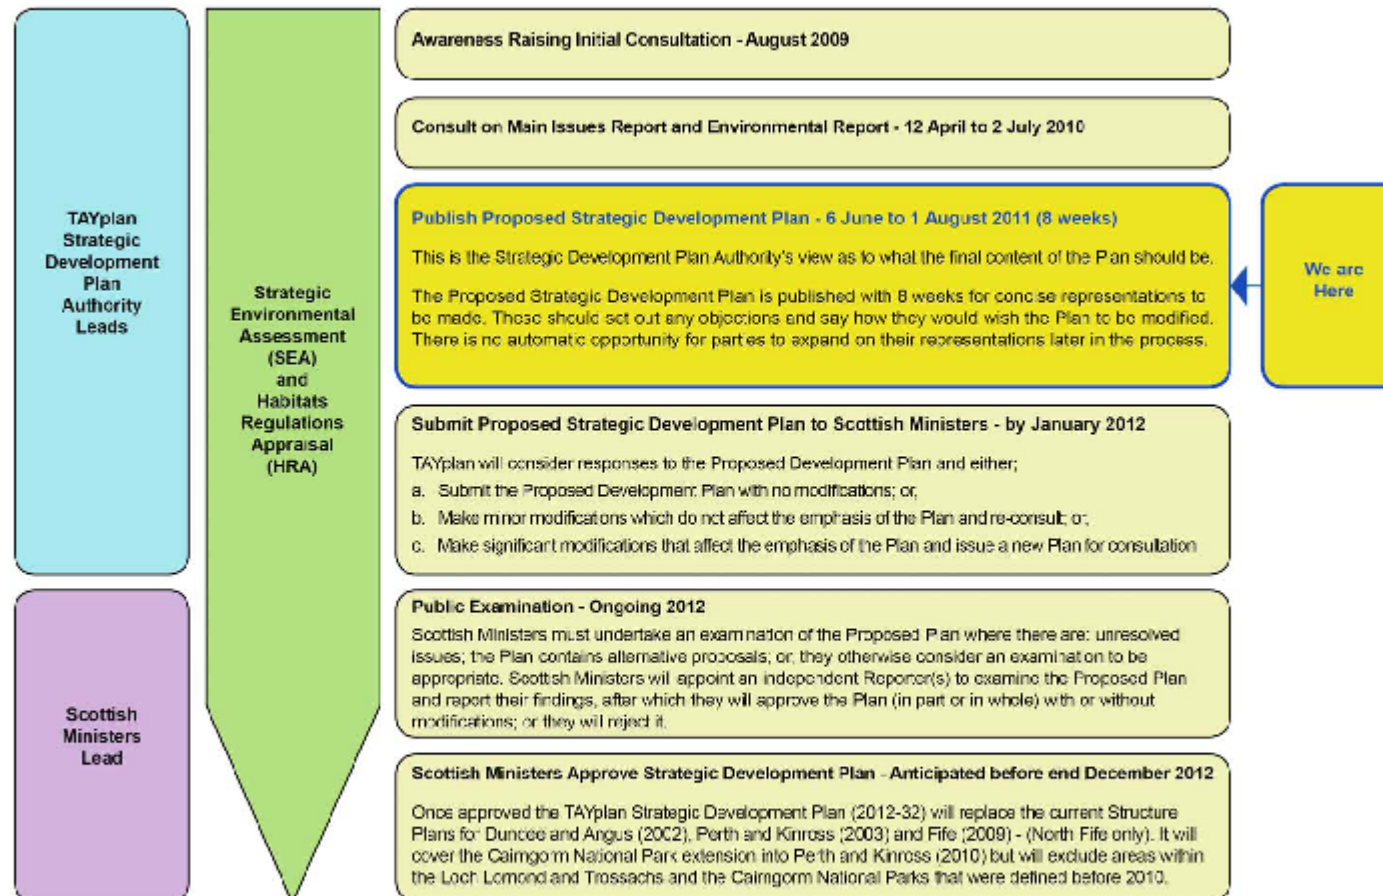 TAYplan
Strategic
Development
Plan
Authority
Leads
Scottish
Ministers
Lead
Strategic
Environmental
Assessment
(SEA)
and
Habitats
Regulations
Appraisal
(HRA)
Awareness Raising Initial Consultation - August 2009
Consult on Main Issues Report and Environmental Report - 12 April to 2 July 2010
Publish Proposed Strategic Development Plan - 6 June to 1 August 2011 (8 weeks)
This is the Strategic Development Plan Authority's view as to what the final content of the Plan should be.
The Proposed Strategic Development Plan is published with 8 weeks for concise representations to
be made. These should set out any objections and say how they would wish the Plan to be modified.
There is no automatic opportunity for parties to expand on their representations later in the process.
We are
Here
Submit Proposed Strategic Development Plan to Scottish Ministers - by January 2012
TAYplan will consider responses to the Proposed Development Plan and either;
a. Submit the Proposed Development Plan with no modifications; or,
b. Make minor modifications which do not affect the emphasis of the Plan and re-consult; or,
c. Make significant modifications that affect the emphasis of the Plan and issue a new Plan for consultation
Public Examination - Ongoing 2012
Scottish Ministers must undertake an examination of the Proposed Plan where there are: unresolved
issues; the Plan contains alternative proposals; or, they otherwise consider an examination to be
appropriate. Scottish Ministers will appoint an independent Reporter(s) to examine the Proposed Plan
and report their findings, after which they will approve the Plan (in part or in whole) with or without
modifications; or they will reject it.
Scottish Ministers Approve Strategic Development Plan - Anticipated before end December 2012
Once approved the TAYplan Strategic Development Plan (2012-32) will replace the current Structure
Plans for Dundee and Angus (2002), Perth and Kinross (2003) and Fife (2009) - (North Fife only). It will
cover the Cairngorm National Park extension into Perth and Kinross (2010) but will exclude areas within
the Loch Lomond and Trossachs and the Cairngorm National Parks that were defined before 2010.